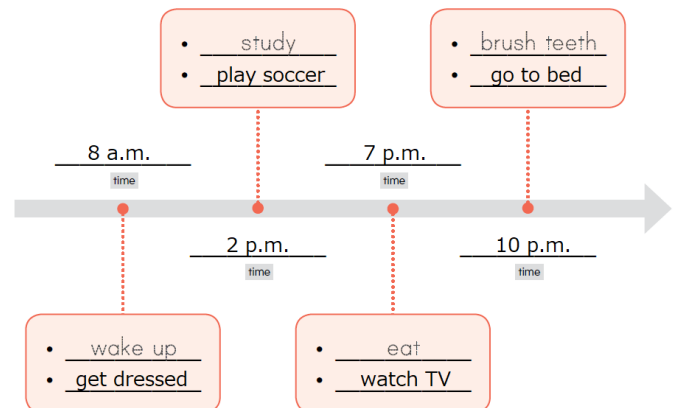 • study
• play soccer
• brush teeth
• go to bed
8 a.m.
time
7 p.m.
time
2 p.m.
time
10 p.m.
time
• wake up
• get dressed
• eat
• watch TV